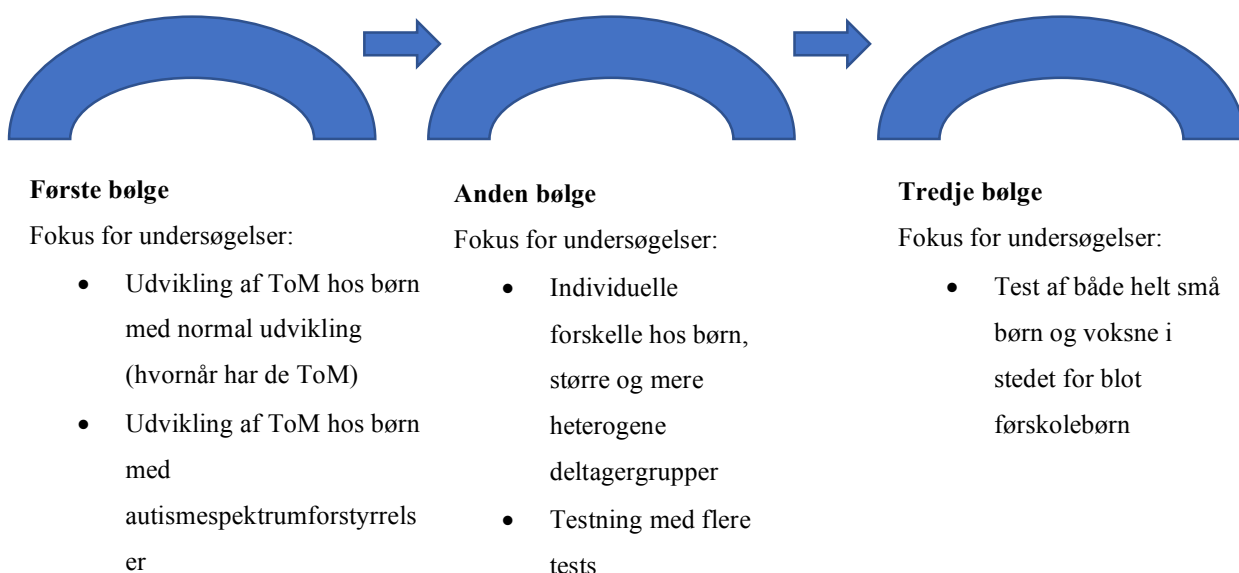 Første bølge
Fokus for undersøgelser:
• Udvikling af ToM hos børn
med normal udvikling
(hvornår har de ToM)
• Udvikling af ToM hos børn
med
autismespektrumforstyrrels
er
Anden bølge
Fokus for undersøgelser:
• Individuelle
forskelle hos børn,
større og mere
heterogene
deltagergrupper
• Testning med flere
tests
Tredje bølge
Fokus for undersøgelser:
• Test af både helt små
børn og voksne i
stedet for blot
førskolebørn